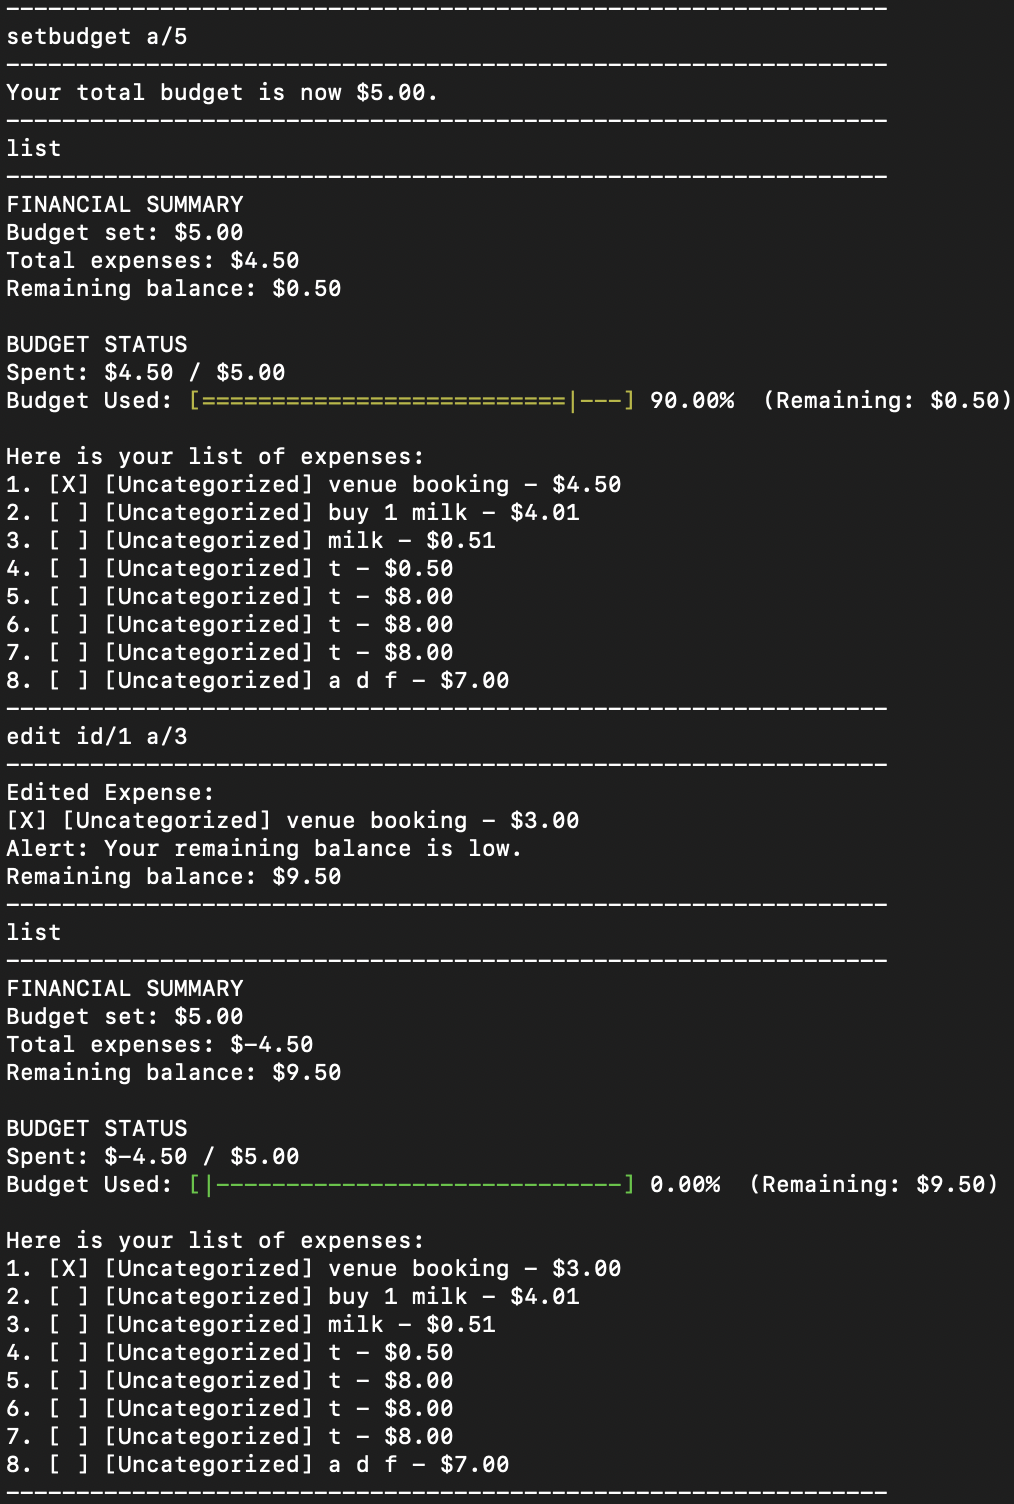 ---------------------------------------------------------------
setbudget a/5
---------------------------------------------------------------
Your total budget is now $5.00.
---------------------------------------------------------------
list
---------------------------------------------------------------
FINANCIAL SUMMARY
Budget set: $5.00
Total expenses: $4.50
Remaining balance: $0.50

BUDGET STATUS
Spent: $4.50 / $5.00
Budget Used: [==========================|---] 90.00%  (Remaining: $0.50)

Here is your list of expenses:
1. [X] [Uncategorized] venue booking - $4.50
2. [ ] [Uncategorized] buy 1 milk - $4.01
3. [ ] [Uncategorized] milk - $0.51
4. [ ] [Uncategorized] t - $0.50
5. [ ] [Uncategorized] t - $8.00
6. [ ] [Uncategorized] t - $8.00
7. [ ] [Uncategorized] t - $8.00
8. [ ] [Uncategorized] a d f - $7.00
---------------------------------------------------------------
edit id/1 a/3
---------------------------------------------------------------
Edited Expense:
[X] [Uncategorized] venue booking - $3.00
Alert: Your remaining balance is low.
Remaining balance: $9.50
---------------------------------------------------------------
list
---------------------------------------------------------------
FINANCIAL SUMMARY
Budget set: $5.00
Total expenses: $-4.50
Remaining balance: $9.50

BUDGET STATUS
Spent: $-4.50 / $5.00
Budget Used: [|-----------------------------] 0.00%  (Remaining: $9.50)

Here is your list of expenses:
1. [X] [Uncategorized] venue booking - $3.00
2. [ ] [Uncategorized] buy 1 milk - $4.01
3. [ ] [Uncategorized] milk - $0.51
4. [ ] [Uncategorized] t - $0.50
5. [ ] [Uncategorized] t - $8.00
6. [ ] [Uncategorized] t - $8.00
7. [ ] [Uncategorized] t - $8.00
8. [ ] [Uncategorized] a d f - $7.00
---------------------------------------------------------------